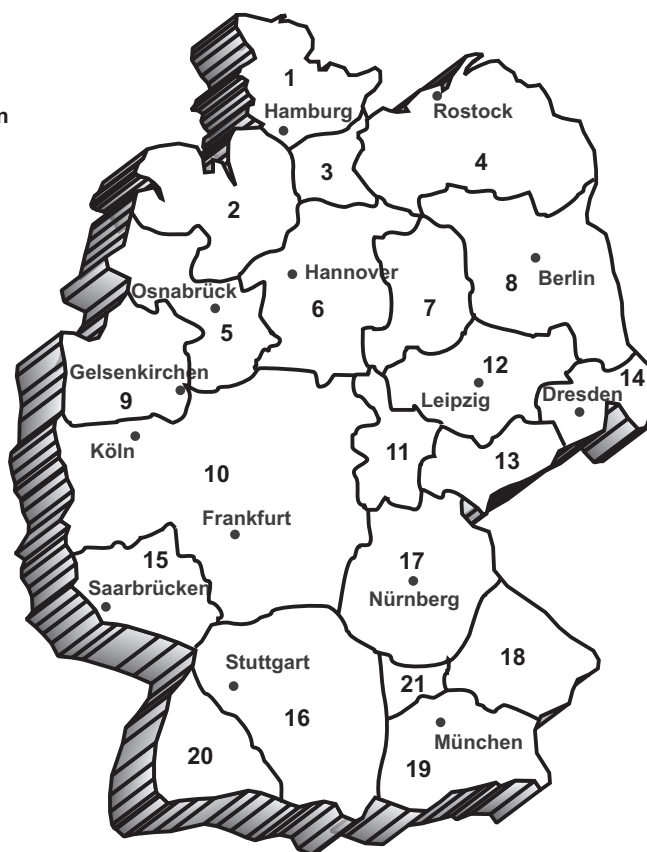 1
Hamburg
n
Rostock
3
4
2
Hannover
Berlin
8
Osnabrück
6
7
5
12
14
Gelsenkirchen
Leipzig
Dresden
9
Köln
11
13
10
Frankfurt
15
17
Saarbrücken
Nürnberg
18
Stuttgart
21
16
München
20
19